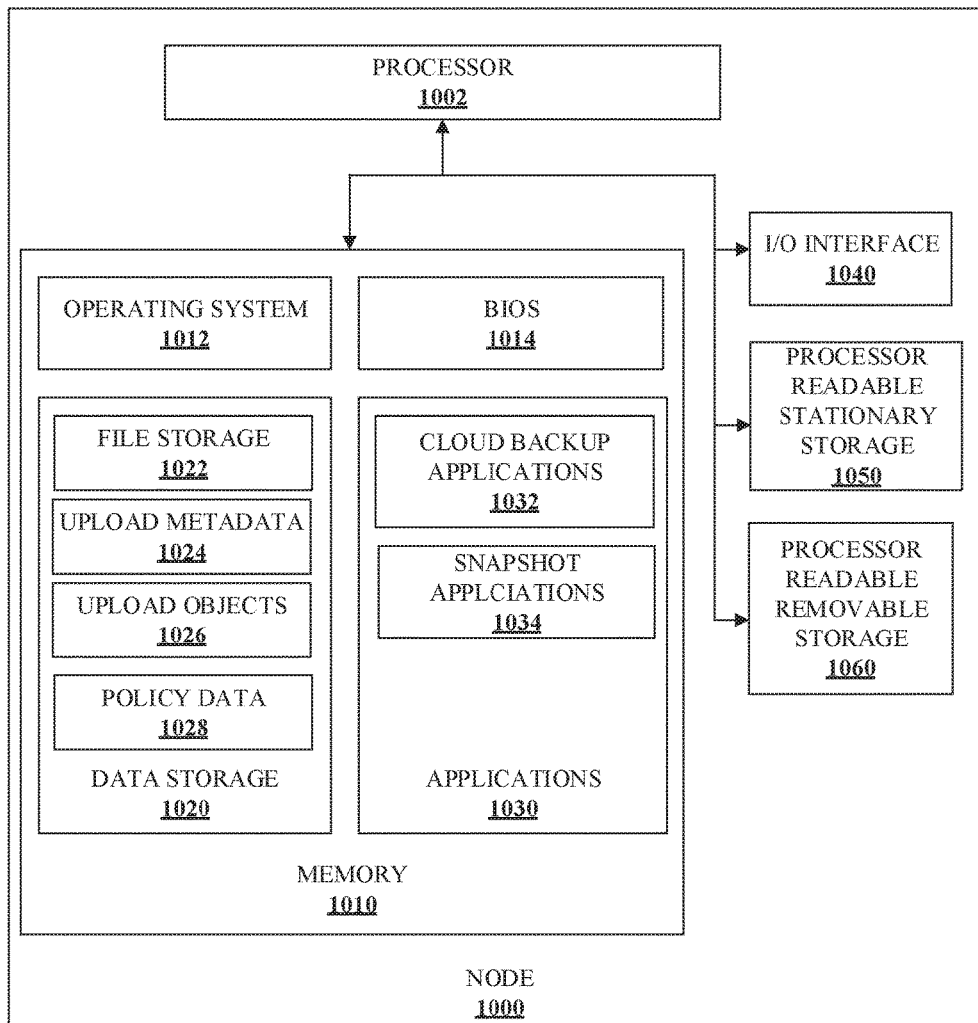 PROCESSOR
1002
I/O INTERFACE
1040
PROCESSOR
READABLE
STATIONARY
STORAGE
1050
PROCESSOR
READABLE
REMOVABLE
STORAGE
1060
OPERATING SYSTEM
1012
BIOS
1014
FILE STORAGE
1022
UPLOAD METADATA
1024
UPLOAD OBJECTS
1026
POLICY DATA
1028
DATA STORAGE
1020
CLOUD BACKUP
APPLICATIONS
1032
SNAPSHOT
APPLCIATIONS
1034
APPLICATIONS
1030
MEMORY
1010
NODE
1000